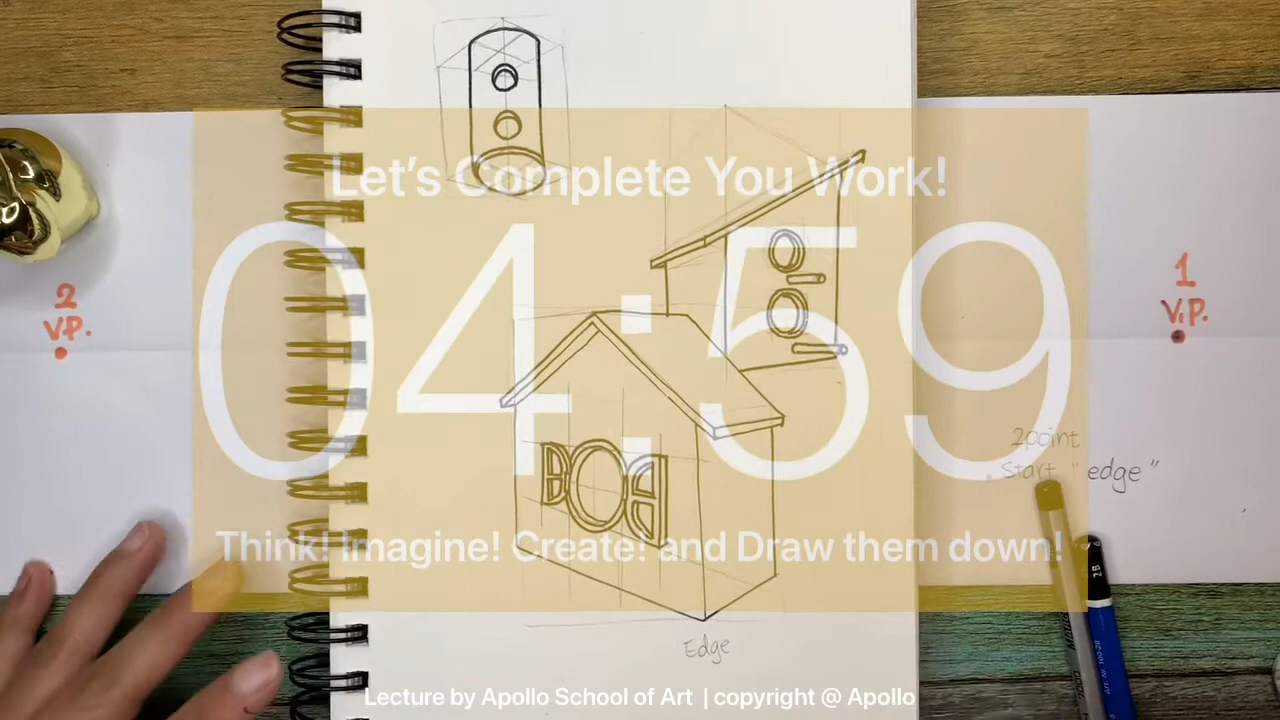 Let's Complete You Work!
04:59
2
V.P.
1
V.P.
2point
Start "edge"
Think! Imagine! Create! and Draw them down!
2B
Edge
Lecture by Apollo School of Art | copyright @ Apollo